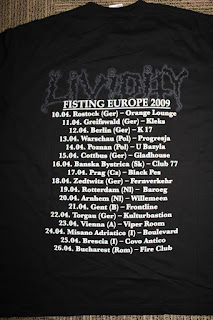 LIVIDITY
FISTING EUROPE 2009
10.04. Rostock (Ger) – Orange Lounge
11.04. Greifswald (Ger) – Kleks
12.04. Berlin (Ger) – K 17
13.04. Warschau (Pol) – Progresja
14.04. Poznan (Pol) – U Bazyla
15.04. Cottbus (Ger) – Gladhouse
16.04. Banska Bystrica (Sk) – Club 77
17.04. Prag (Cz) – Black Pes
18.04. Zedtwitz (Ger) – Fernverkehr
19.04. Rotterdam (Nl) – Baroeg
20.04. Arnhem (Nl) – Willemeen
21.04. Gent (B) – Frontline
22.04. Torgau (Ger) – Kulturbastion
23.04. Vienna (A) – Viper Room
24.04. Misano Adriatico (I) – Boulevard
25.04. Brescia (I) – Covo Antico
26.04. Bucharest (Rom) – Fire Club